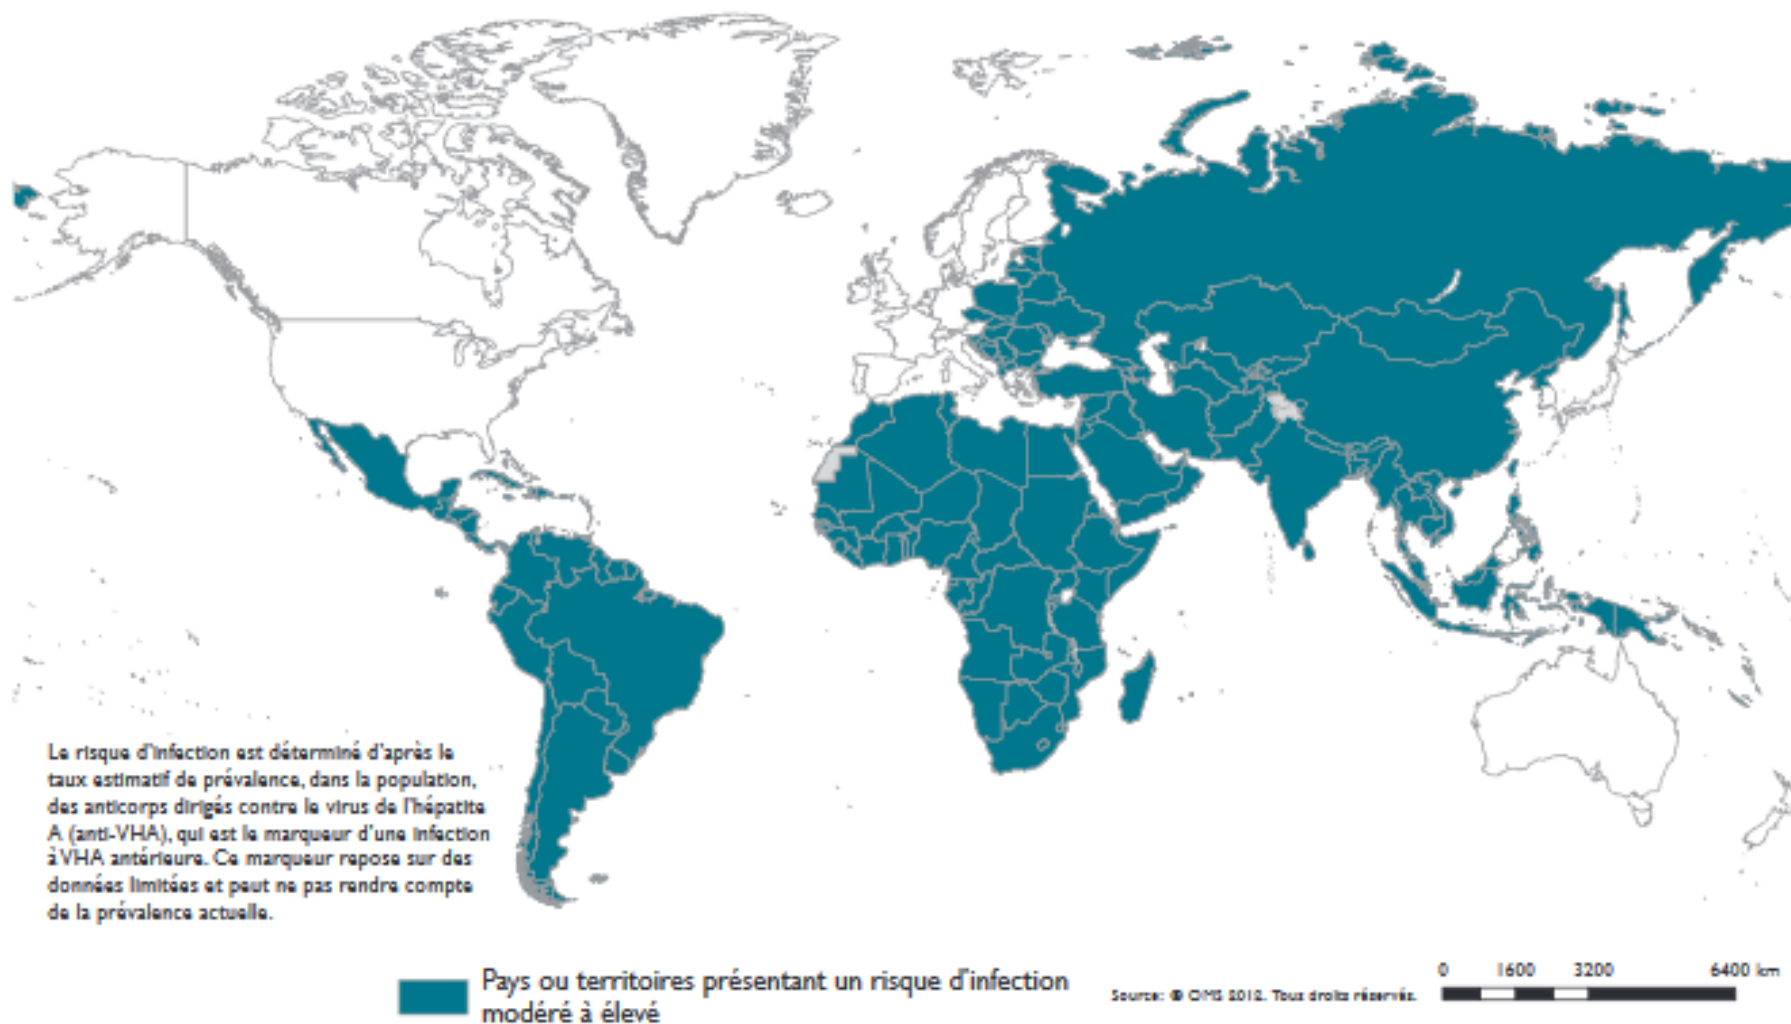 Le risque d'infection est déterminé d'après le
taux estimatif de prévalence, dans la population,
des anticorps dirigés contre le virus de l'hépatite
A (anti-VHA), qui est le marqueur d'une infection
à VHA antérieure. Ce marqueur repose sur des
données limitées et peut ne pas rendre compte
de la prévalence actuelle.
Pays ou territoires présentant un risque d'infection
modéré à élevé
Source: © OMS 2012. Tous droits réservés.
0 1600 3200 6400 km